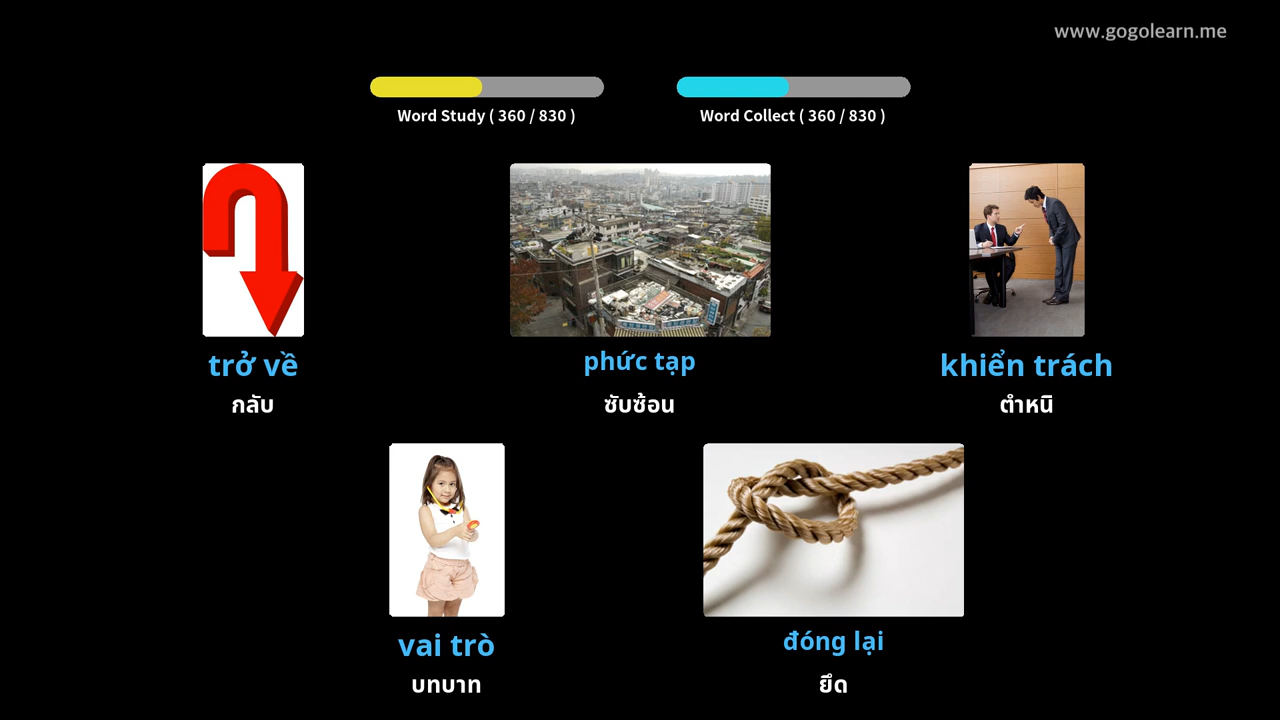 www.gogolearn.me
Word Study ( 360 / 830 )
Word Collect ( 360 / 830 )
trở về
กลับ
phức tạp
ซับซ้อน
khiển trách
ตำหนิ
vai trò
บทบาท
đóng lại
ยึด